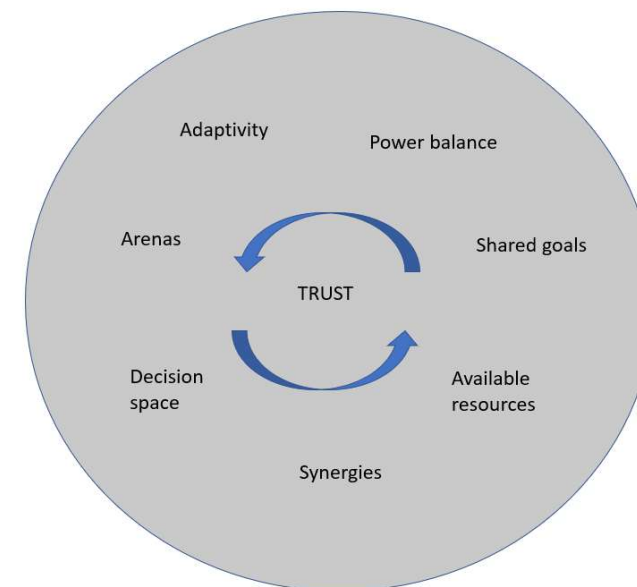 Adaptivity
Power balance
Arenas
Shared goals
TRUST
Decision
space
Available
resources
Synergies